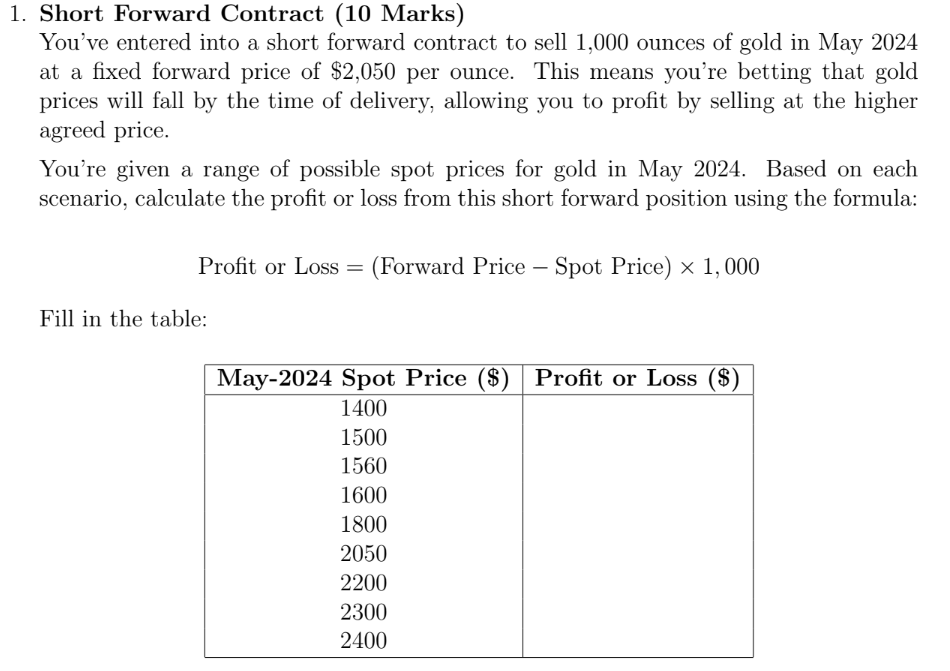 1. Short Forward Contract (10 Marks)
You've entered into a short forward contract to sell 1,000 ounces of gold in May 2024
at a fixed forward price of $2,050 per ounce. This means you're betting that gold
prices will fall by the time of delivery, allowing you to profit by selling at the higher
agreed price.
You're given a range of possible spot prices for gold in May 2024. Based on each
scenario, calculate the profit or loss from this short forward position using the formula:
Profit or Loss = (Forward Price − Spot Price) × 1, 000
Fill in the table:
May-2024 Spot Price ($) Profit or Loss ($)
1400
1500
1560
1600
1800
2050
2200
2300
2400